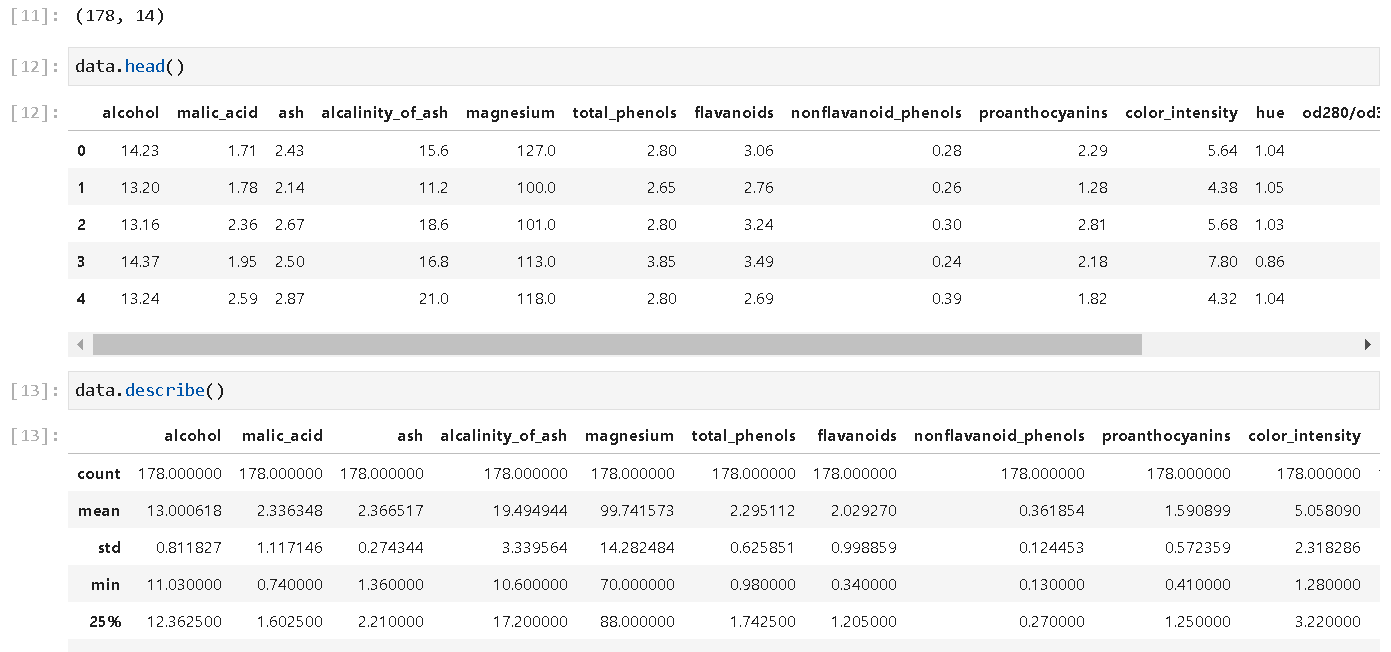 [11]: (178, 14)
[12]: data.head()
[12]: alcohol malic_acid ash alcalinity_of_ash magnesium total_phenols flavanoids nonflavanoid_phenols proanthocyanins color_intensity hue od280/od3
0 14.23 1.71 2.43 15.6 127.0 2.80 3.06 0.28 2.29 5.64 1.04
1 13.20 1.78 2.14 11.2 100.0 2.65 2.76 0.26 1.28 4.38 1.05
2 13.16 2.36 2.67 18.6 101.0 2.80 3.24 0.30 2.81 5.68 1.03
3 14.37 1.95 2.50 16.8 113.0 3.85 3.49 0.24 2.18 7.80 0.86
4 13.24 2.59 2.87 21.0 118.0 2.80 2.69 0.39 1.82 4.32 1.04
[13]: data.describe()
[13]: alcohol malic_acid ash alcalinity_of_ash magnesium total_phenols flavanoids nonflavanoid_phenols proanthocyanins color_intensity
count 178.000000 178.000000 178.000000 178.000000 178.000000 178.000000 178.000000 178.000000 178.000000 178.000000
mean 13.000618 2.336348 2.366517 19.494944 99.741573 2.295112 2.029270 0.361854 1.590899 5.058090
std 0.811827 1.117146 0.274344 3.339564 14.282484 0.625851 0.998859 0.124453 0.572359 2.318286
min 11.030000 0.740000 1.360000 10.600000 70.000000 0.980000 0.340000 0.130000 0.410000 1.280000
25% 12.362500 1.602500 2.210000 17.200000 88.000000 1.742500 1.205000 0.270000 1.250000 3.220000